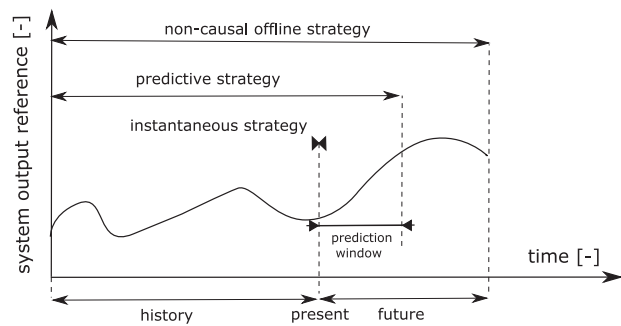 non-causal offline strategy
predictive strategy
instantaneous strategy
system output reference [-]
prediction
window
time [-]
history
present
future